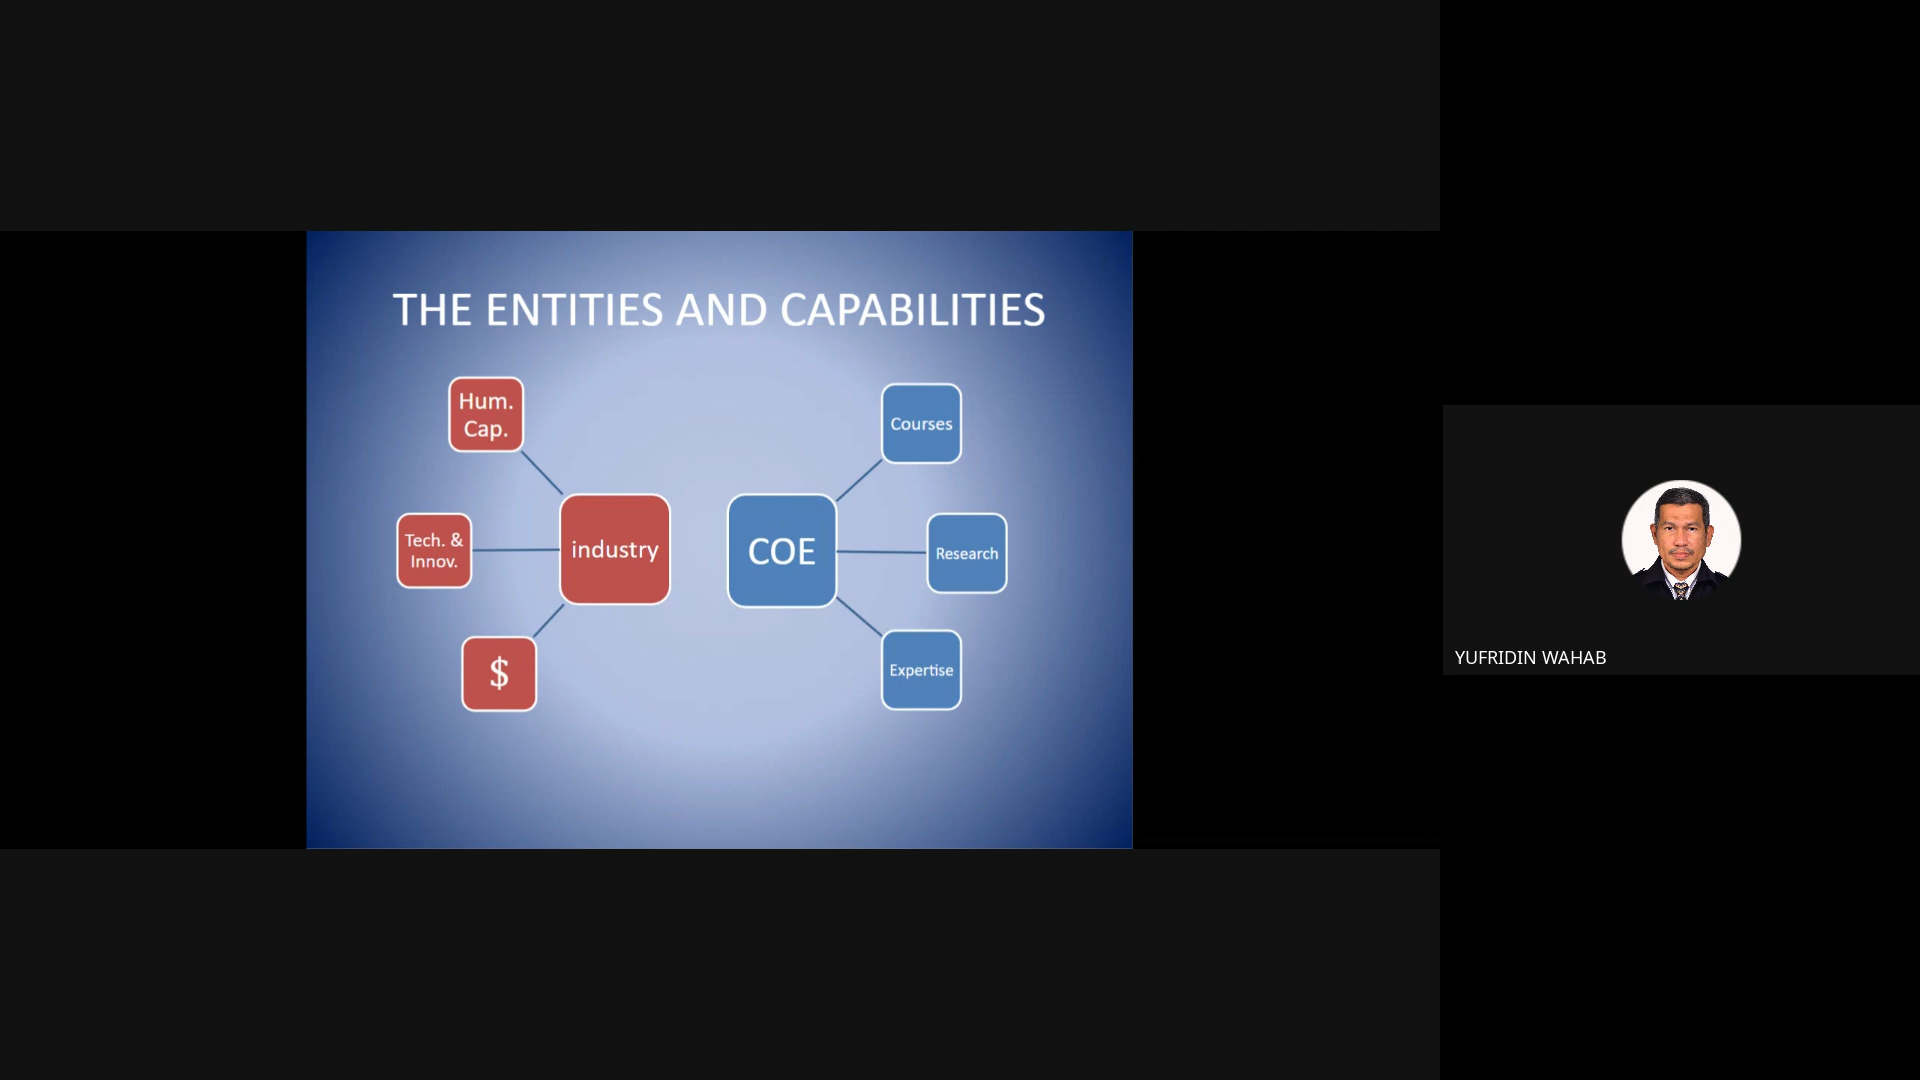 THE ENTITIES AND CAPABILITIES
Hum.
Cap.
Courses
Tech. &
Innov.
industry
COE
Research
$
Expertise
YUFRIDIN WAHAB